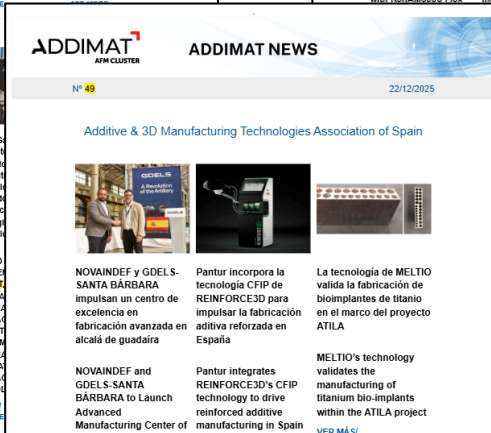 ADDIMAT
AFM CLUSTER
ADDIMAT NEWS
Nº 49
22/12/2025
Additive & 3D Manufacturing Technologies Association of Spain
GDELS
A Revolution
of the Artillery
NOVAINDEF y GDELS-
SANTA BÁRBARA
impulsan un centro de
excelencia en
fabricación avanzada en
alcalá de guadaíra
NOVAINDEF and
GDELS-SANTA
BÁRBARA to Launch
Advanced
Manufacturing Center of
Pantur incorpora la
tecnología CFIP de
REINFORCE3D para
impulsar la fabricación
aditiva reforzada en
España
Pantur integrates
REINFORCE3D's CFIP
technology to drive
reinforced additive
manufacturing in Spain
La tecnología de MELTIO
valida la fabricación de
bioimplantes de titanio
en el marco del proyecto
ATILA
MELTIO's technology
validates the
manufacturing of
titanium bio-implants
within the ATILA project
VER MÁS/